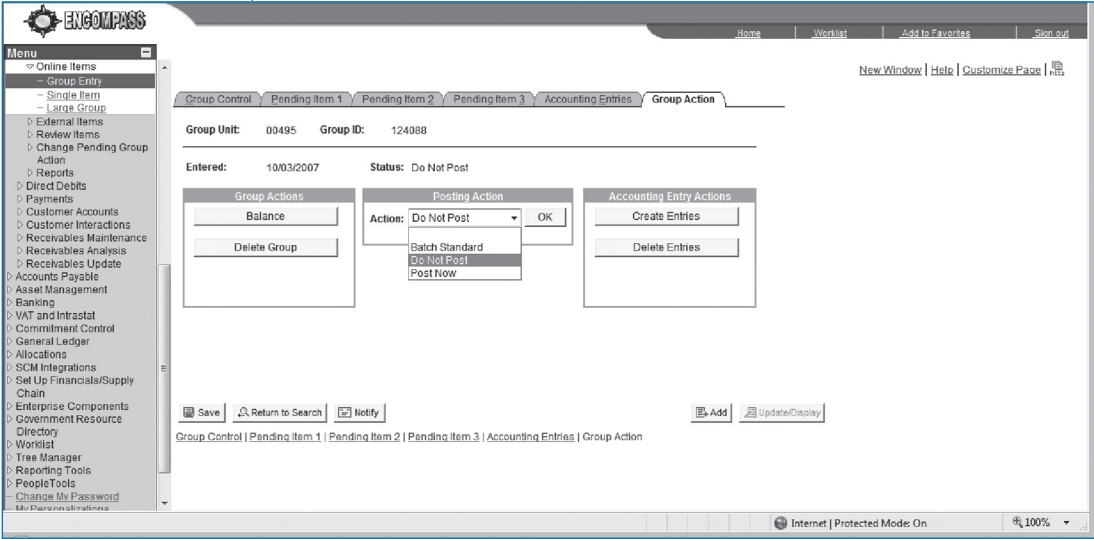 ENCOMPASS
Home
Worklist
Add to Favorites
Sign out
Menu
Online Items
Group Entry
Single Item
Large Group
External Items
Review Items
Change Pending Group
Action
Reports
Direct Debits
Payments
Customer Accounts
Customer Interactions
Receivables Maintenance
Receivables Analysis
Receivables Update
Accounts Payable
Asset Management
Banking
VAT and Intrastat
Commitment Control
General Ledger
Allocations
SCM Integrations
Set Up Financials/Supply
Chain
Enterprise Components
Government Resource
Directory
Worklist
Tree Manager
Reporting Tools
PeopleTools
Change My Password
My Personalizations
New Window | Help | Customize Page |
Group Control Pending Item 1 Pending Item 2 Pending Item 3 Accounting Entries Group Action
Group Unit: 00495 Group ID: 124088
Entered: 10/03/2007 Status: Do Not Post
Group Actions
Balance
Delete Group
Posting Action
Action: Do Not Post OK
Batch Standard
Do Not Post
Post Now
Accounting Entry Actions
Create Entries
Delete Entries
Save Return to Search Notify Add Update/Display
Group Control | Pending Item 1 | Pending Item 2 | Pending Item 3 | Accounting Entries | Group Action
Internet | Protected Mode: On 100%